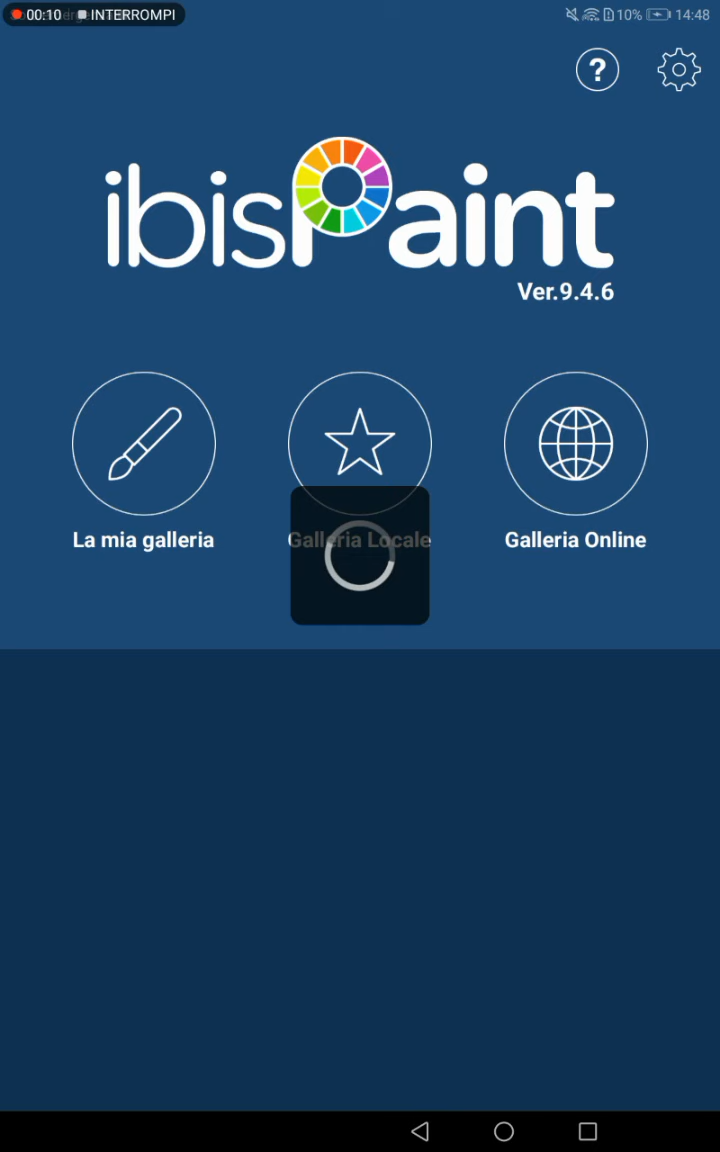 00:10 INTERROMPI 10% 14:48
?
ibisPaint
Ver.9.4.6
La mia galleria Galleria Locale Galleria Online